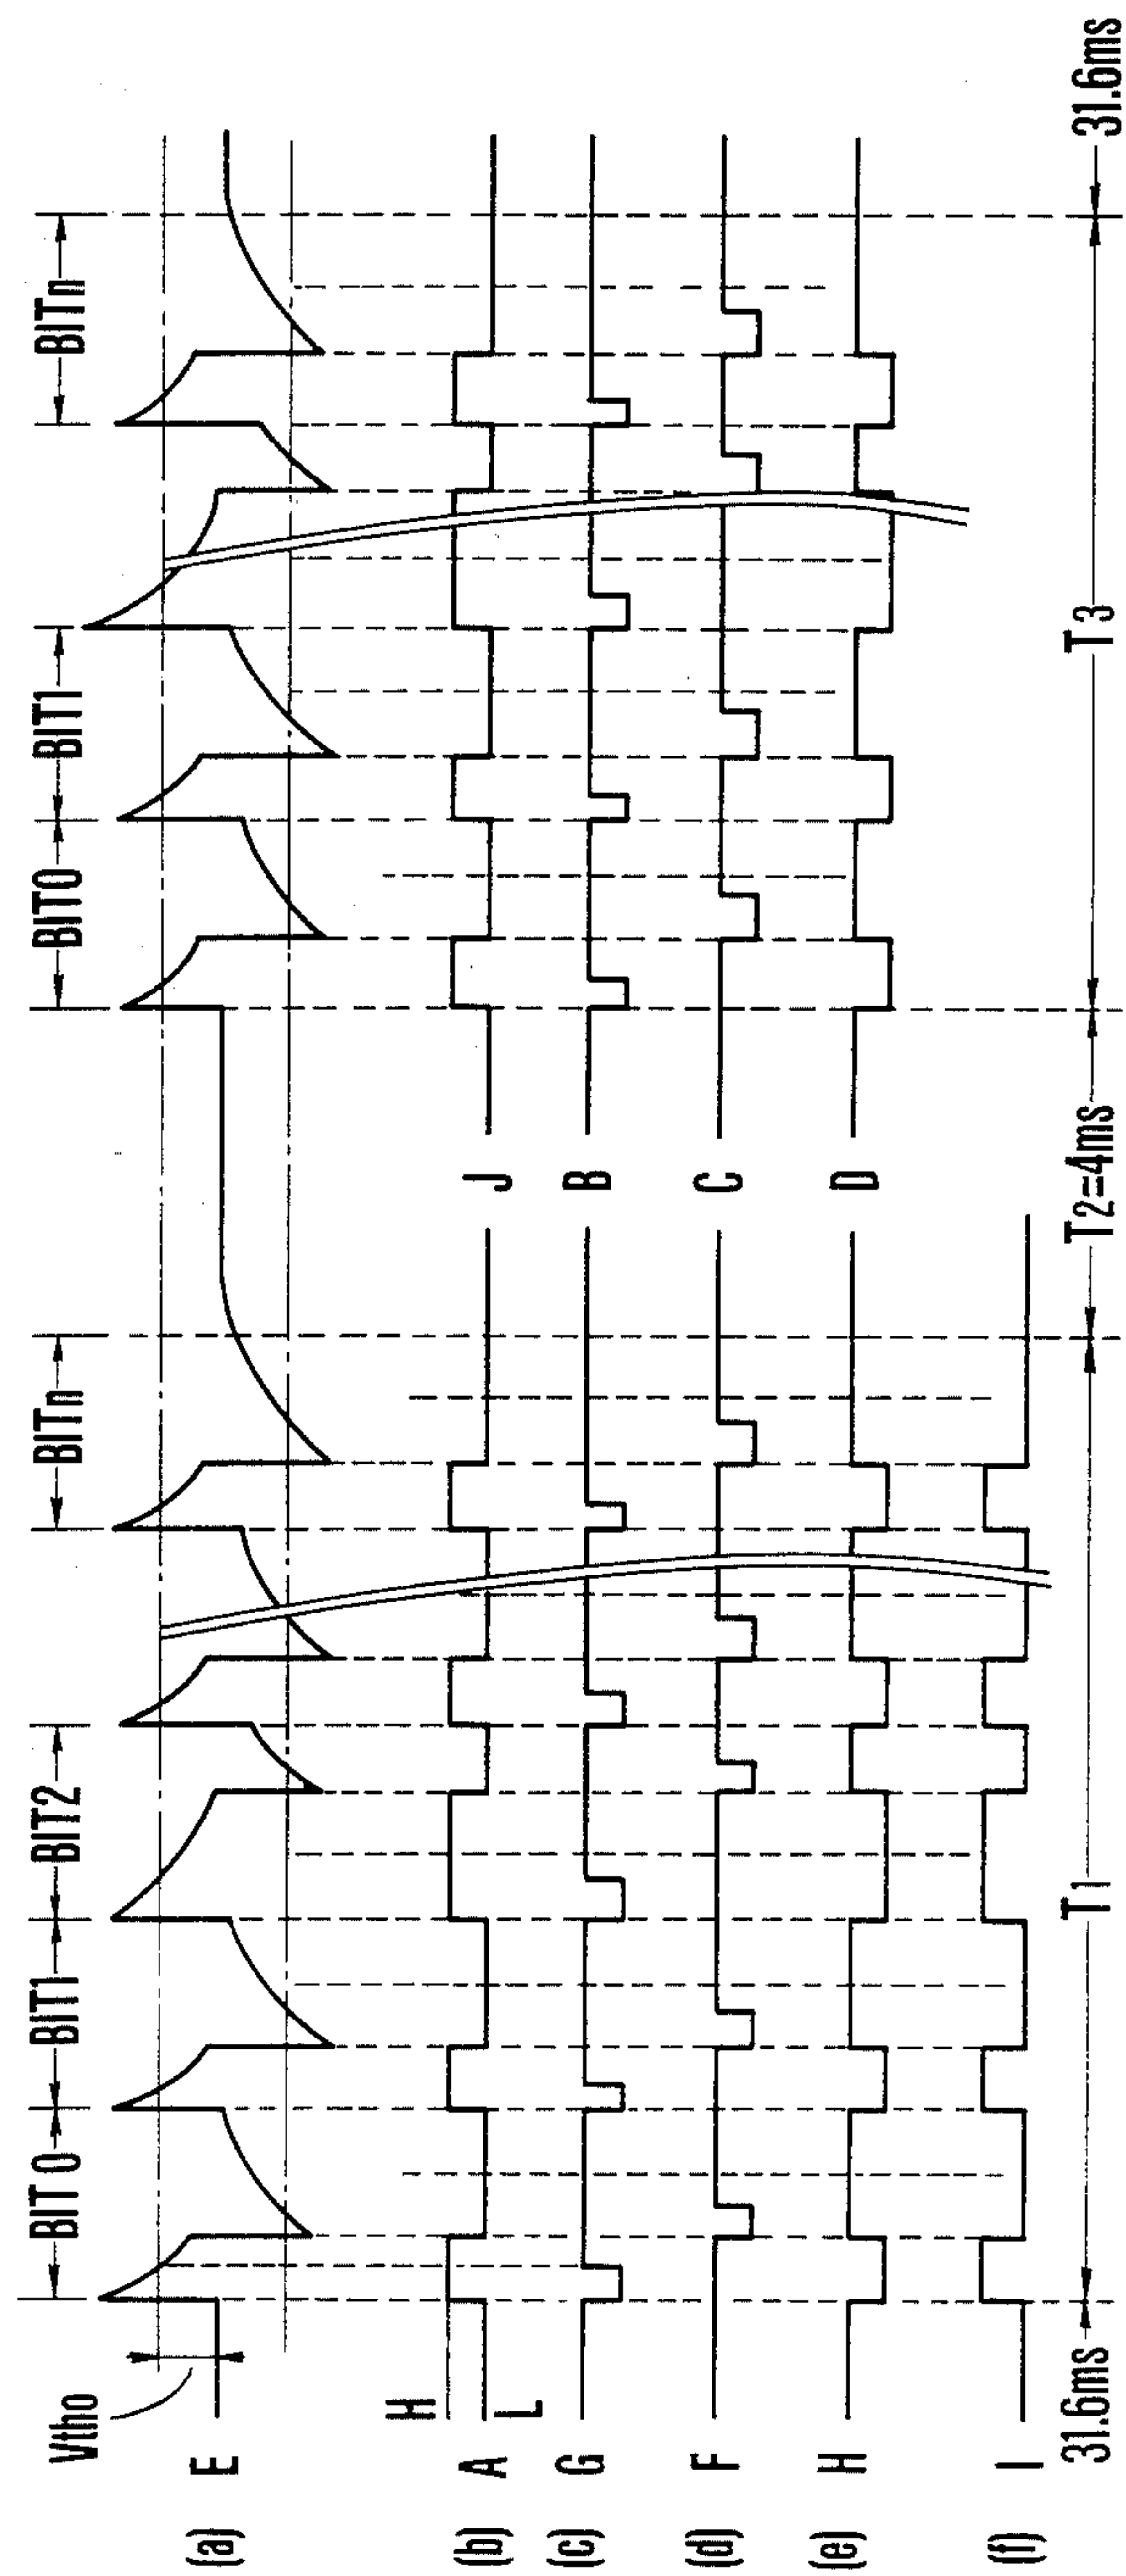 BIT 0
BIT1
BIT2
BITn
BIT0
BIT1
BITn
Vtho
(a) E
H
(b) A
L
J
(c) G
B
(d) F
C
(e) H
D
(f) I
31.6ms
T1
T2=4ms
T3
31.6ms